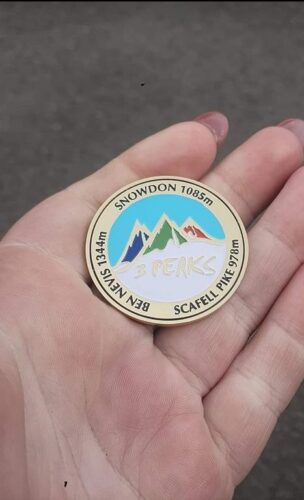 SNOWDON 1085m
3 PEAKS
BEN NEVIS 1344m
SCAFELL PIKE 978m